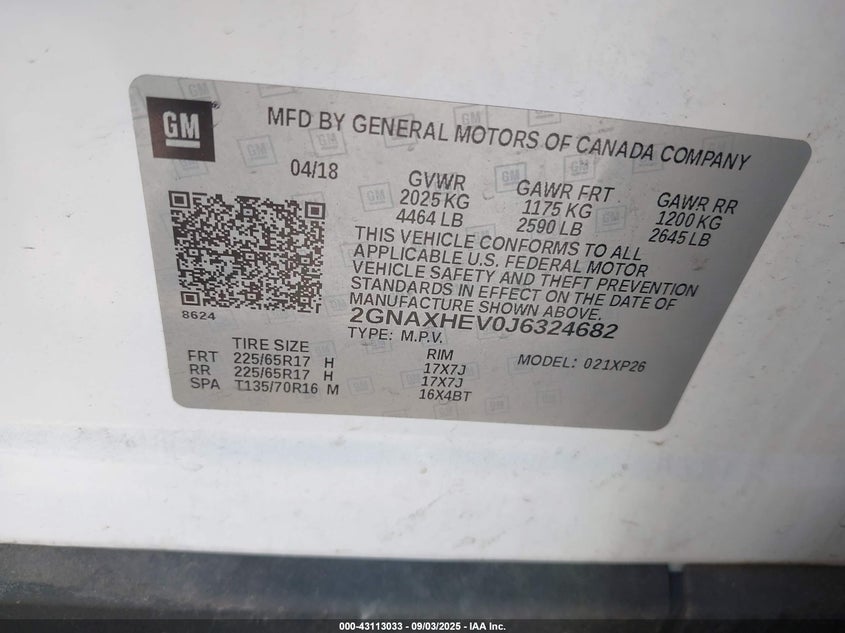 GM
MFD BY GENERAL MOTORS OF CANADA COMPANY
04/18
GVWR
2025 KG
4464 LB
GAWR FRT
1175 KG
2590 LB
GAWR RR
1200 KG
2645 LB
THIS VEHICLE CONFORMS TO ALL
APPLICABLE U.S. FEDERAL MOTOR
VEHICLE SAFETY AND THEFT PREVENTION
STANDARDS IN EFFECT ON THE DATE OF
MANUFACTURE SHOWN ABOVE.
8624
2GNAXHEV0J6324682
TYPE: M.P.V.
MODEL: 021XP26
TIRE SIZE RIM
FRT 225/65R17 H 17X7J
RR 225/65R17 H 17X7J
SPA T135/70R16 M 16X4BT
000-43113033 - 09/03/2025 - IAA Inc.